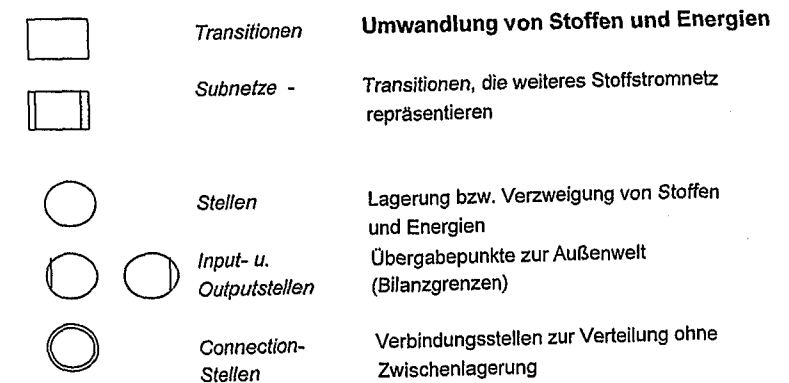 Transitionen Umwandlung von Stoffen und Energien
Subnetze - Transitionen, die weiteres Stoffstromnetz
repräsentieren
Stellen Lagerung bzw. Verzweigung von Stoffen
und Energien
Input- u. Übergabepunkte zur Außenwelt
Outputstellen (Bilanzgrenzen)
Connection- Verbindungsstellen zur Verteilung ohne
Stellen Zwischenlagerung